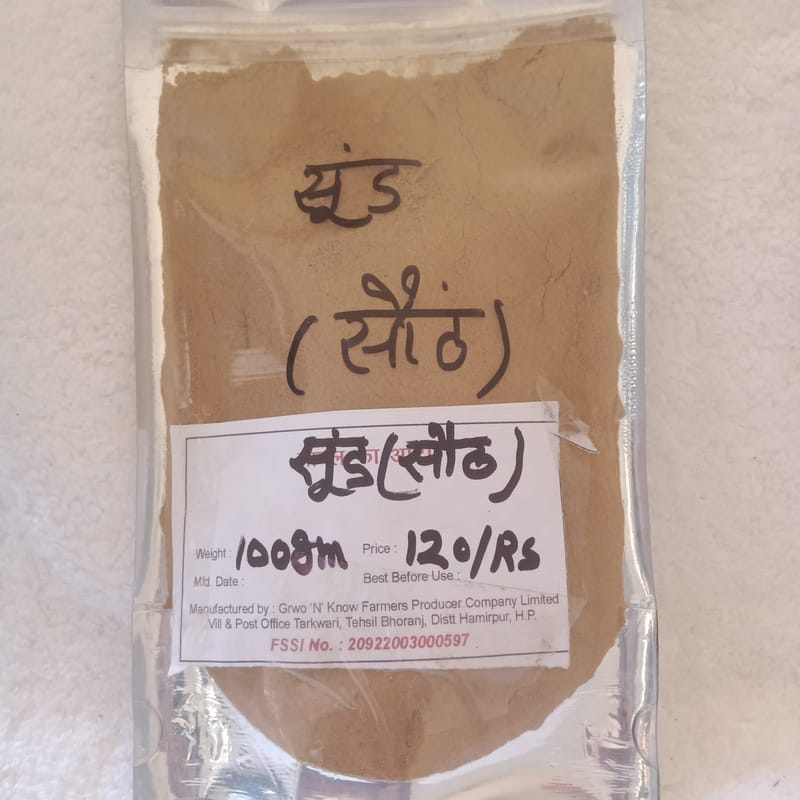 सूंड
(सौंठ)
सूंड (सौंठ)
Weight : 100gm Price : 120/Rs
Mfd. Date : Best Before Use :
Manufactured by : Grwo 'N' Know Farmers Producer Company Limited
Vill & Post Office Tarkwari, Tehsil Bhoranj, Distt Hamirpur, H.P.
FSSI No. : 20922003000597